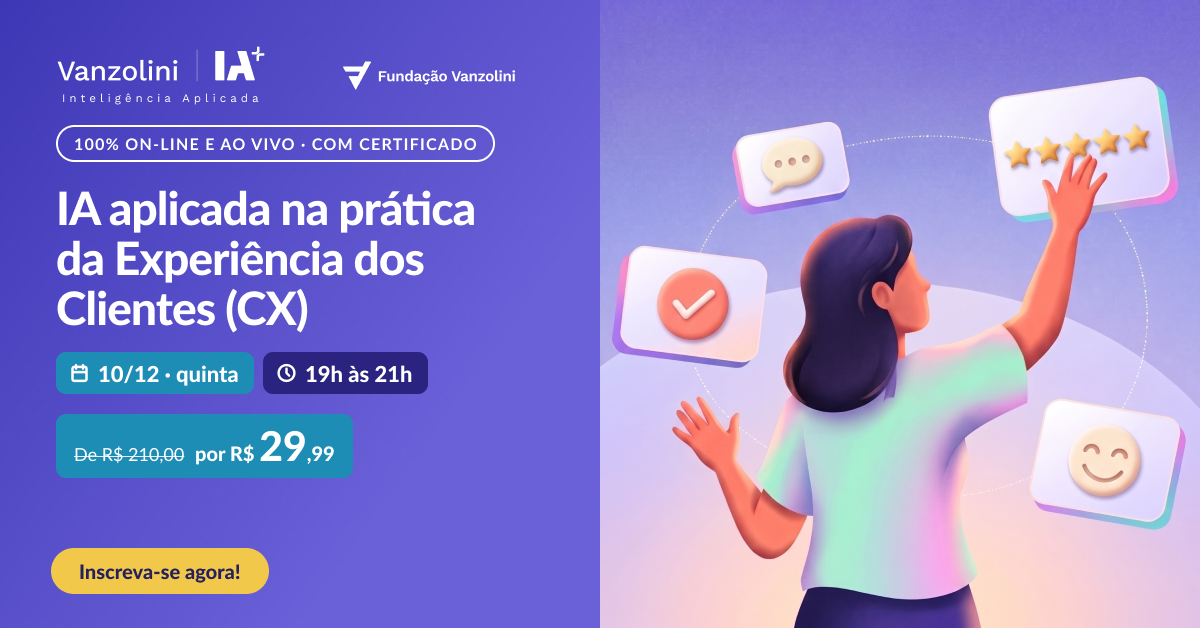 Vanzolini IA+
Inteligência Aplicada
Fundação Vanzolini
100% ON-LINE E AO VIVO · COM CERTIFICADO
IA aplicada na prática
da Experiência dos
Clientes (CX)
10/12 · quinta
19h às 21h
De R$ 210,00 por R$ 29,99
Inscreva-se agora!